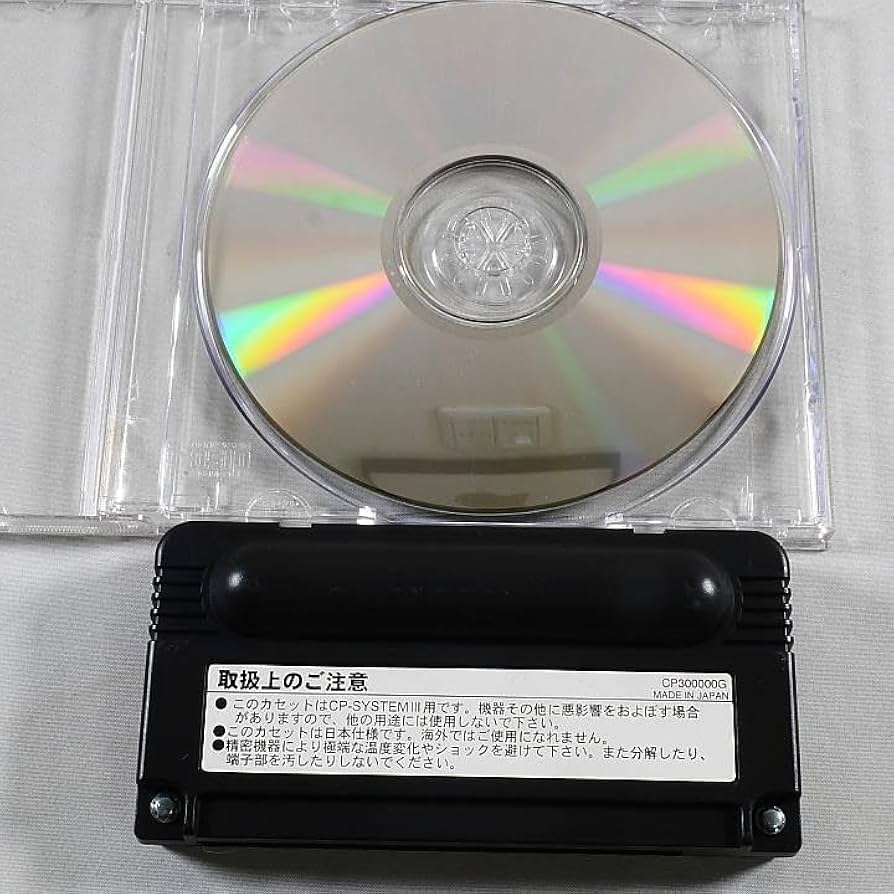 取扱上のご注意
CP300000G
MADE IN JAPAN
●このカセットはCP-SYSTEMⅢ用です。機器その他に悪影響をおよぼす場合
がありますので、他の用途には使用しないで下さい。
●このカセットは日本仕様です。海外ではご使用になれません。
●精密機器により極端な温度変化やショックを避けて下さい。また分解したり、
端子部を汚したりしないでください。